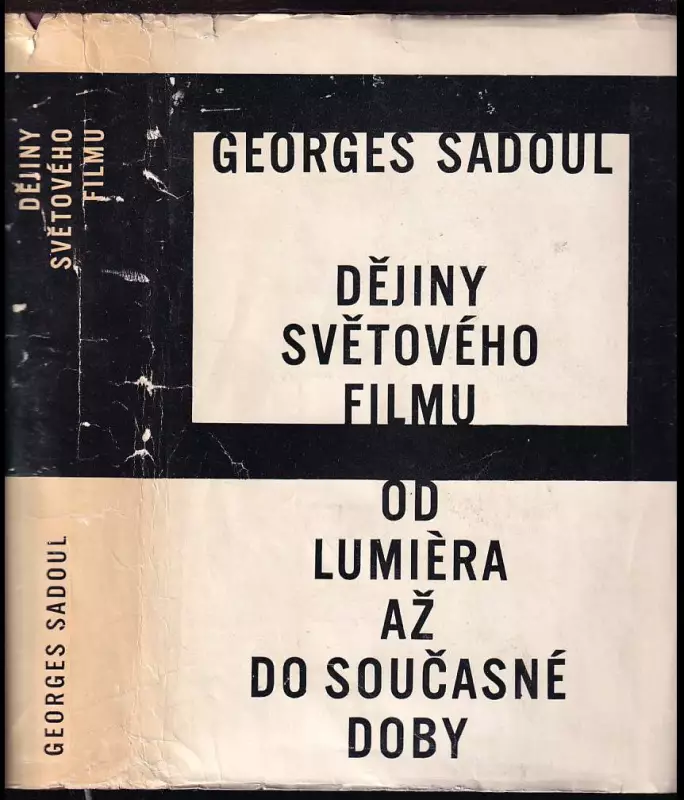 DĚJINY
SVĚTOVÉHO
FILMU
GEORGES SADOUL
GEORGES SADOUL
DĚJINY
SVĚTOVÉHO
FILMU
OD
LUMIÈRA
AŽ
DO SOUČASNÉ
DOBY